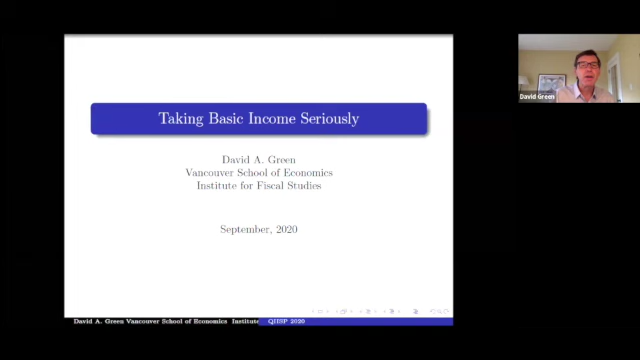 Taking Basic Income Seriously
David A. Green
Vancouver School of Economics
Institute for Fiscal Studies
September, 2020
David A. Green Vancouver School of Economics Institute
QIISP 2020
David Green